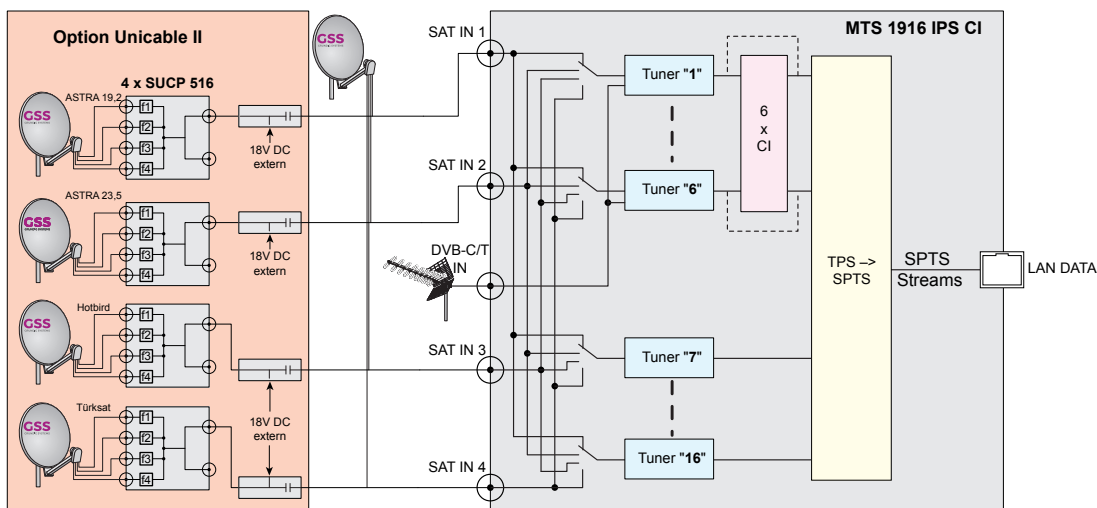 Option Unicable II
4 x SUCP 516
ASTRA 19,2
GSS
f1
f2
f3
f4
18V DC
extern
ASTRA 23,5
GSS
f1
f2
f3
f4
18V DC
extern
Hotbird
GSS
f1
f2
f3
f4
18V DC
extern
Türksat
GSS
f1
f2
f3
f4
GSS
SAT IN 1
SAT IN 2
DVB-C/T
IN
SAT IN 3
SAT IN 4
MTS 1916 IPS CI
Tuner "1"
Tuner "6"
Tuner "7"
Tuner "16"
6
x
CI
TPS –>
SPTS
SPTS
Streams
LAN DATA